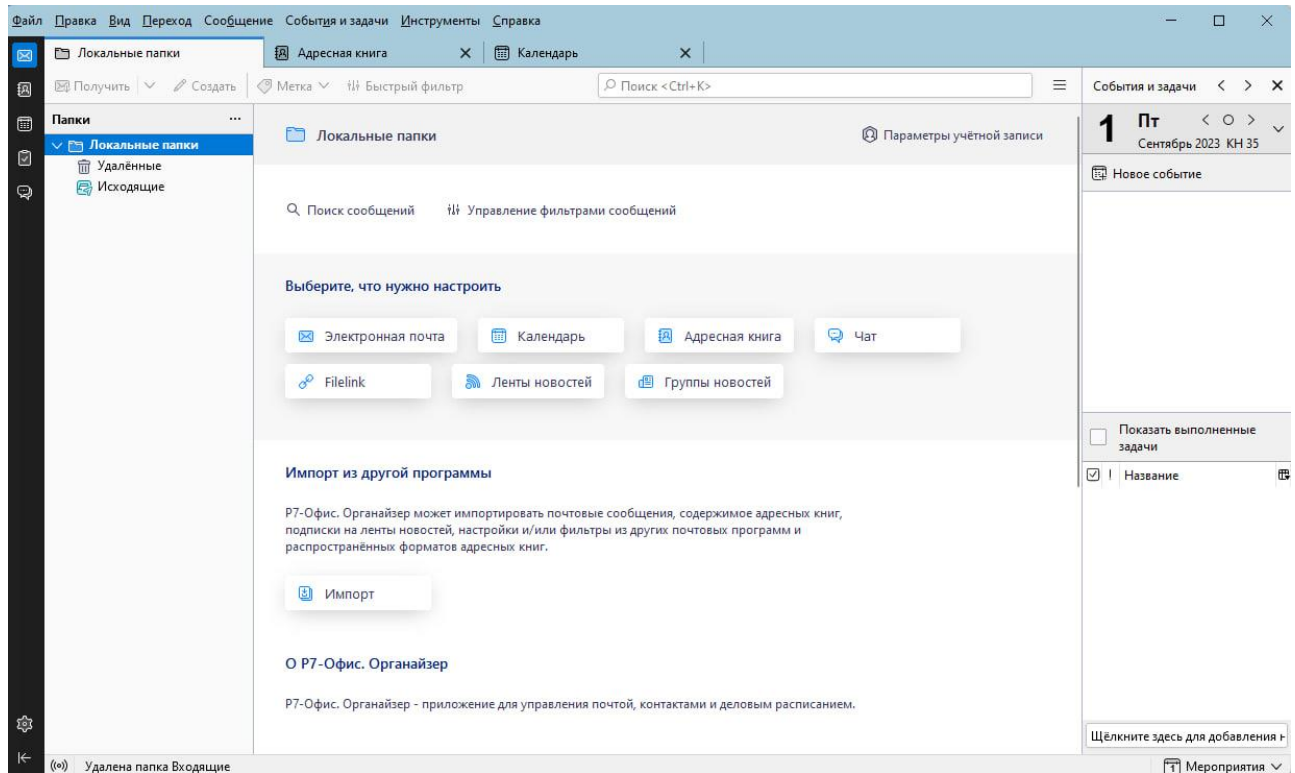 Файл Правка Вид Переход Сообщение События и задачи Инструменты Справка
Локальные папки Адресная книга Календарь
Получить Создать Метка Быстрый фильтр Поиск <Ctrl+K>
События и задачи
Папки ...
Локальные папки
Удалённые
Исходящие
Локальные папки Параметры учётной записи
Поиск сообщений Управление фильтрами сообщений
Выберите, что нужно настроить
Электронная почта Календарь Адресная книга Чат
Filelink Ленты новостей Группы новостей
Импорт из другой программы
Р7-Офис. Органайзер может импортировать почтовые сообщения, содержимое адресных книг,
подписки на ленты новостей, настройки и/или фильтры из других почтовых программ и
распространённых форматов адресных книг.
Импорт
О Р7-Офис. Органайзер
Р7-Офис. Органайзер - приложение для управления почтой, контактами и деловым расписанием.
1 Пт
Сентябрь 2023 КН 35
Новое событие
Показать выполненные
задачи
! Название
Щёлкните здесь для добавления н
Удалена папка Входящие
1 Мероприятия